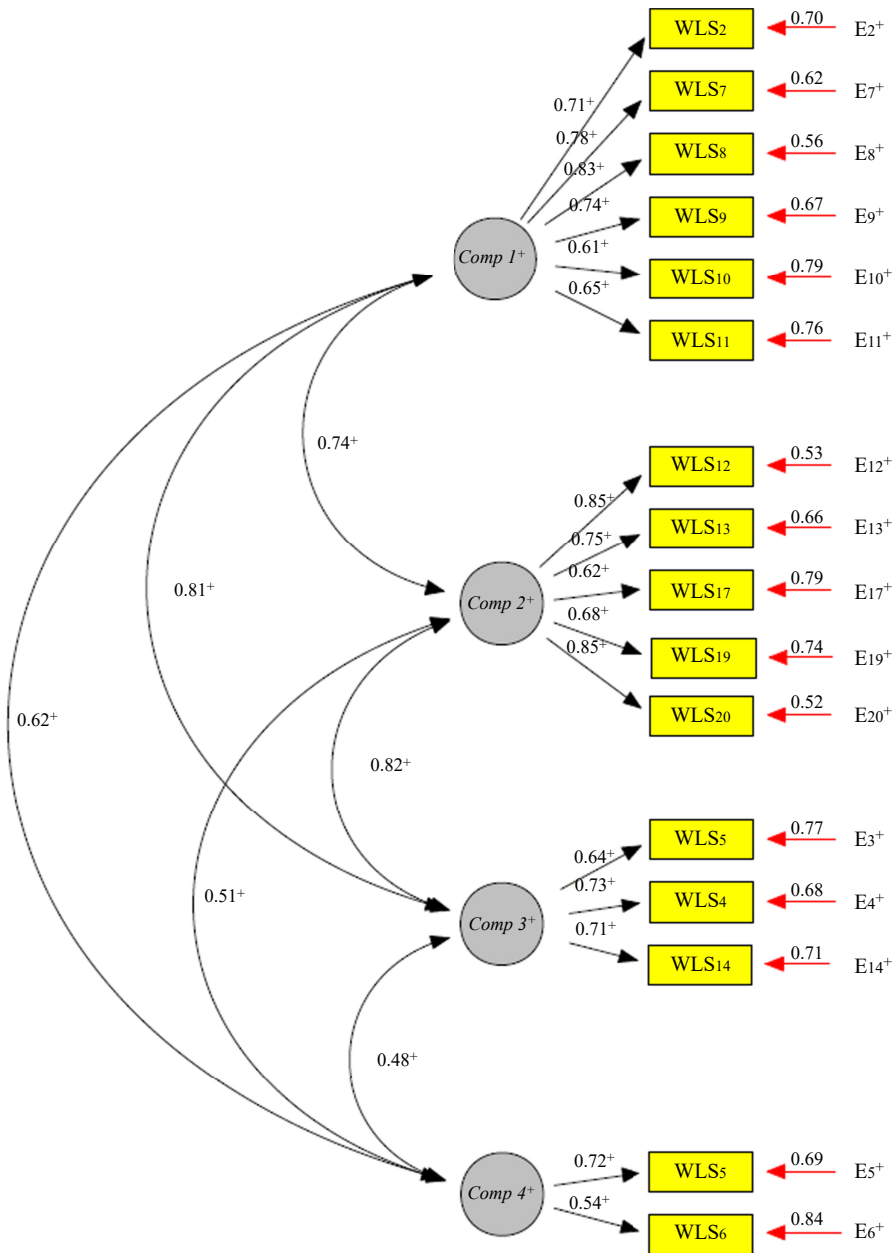 WLS2 0.70 E2⁺
0.71⁺
WLS7 0.62 E7⁺
0.78⁺
WLS8 0.56 E8⁺
0.83⁺
WLS9 0.67 E9⁺
0.74⁺
Comp 1⁺
0.61⁺
WLS10 0.79 E10⁺
0.65⁺
WLS11 0.76 E11⁺
0.74⁺
WLS12 0.53 E12⁺
0.85⁺
WLS13 0.66 E13⁺
0.75⁺
0.81⁺
0.62⁺
WLS17 0.79 E17⁺
Comp 2⁺
0.68⁺
WLS19 0.74 E19⁺
0.85⁺
WLS20 0.52 E20⁺
0.62⁺
0.82⁺
WLS5 0.77 E3⁺
0.64⁺
0.51⁺
0.73⁺
WLS4 0.68 E4⁺
Comp 3⁺
0.71⁺
WLS14 0.71 E14⁺
0.48⁺
0.72⁺
WLS5 0.69 E5⁺
Comp 4⁺
0.54⁺
WLS6 0.84 E6⁺